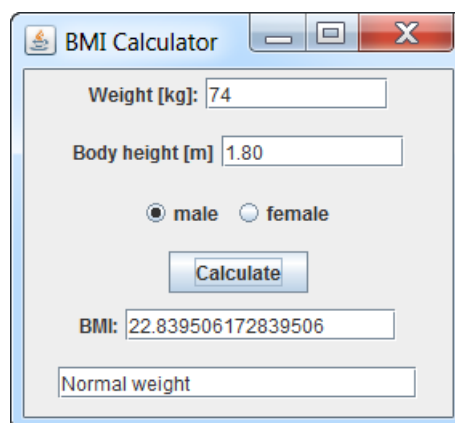 BMI Calculator
Weight [kg]: 74
Body height [m] 1.80
male female
Calculate
BMI: 22.839506172839506
Normal weight